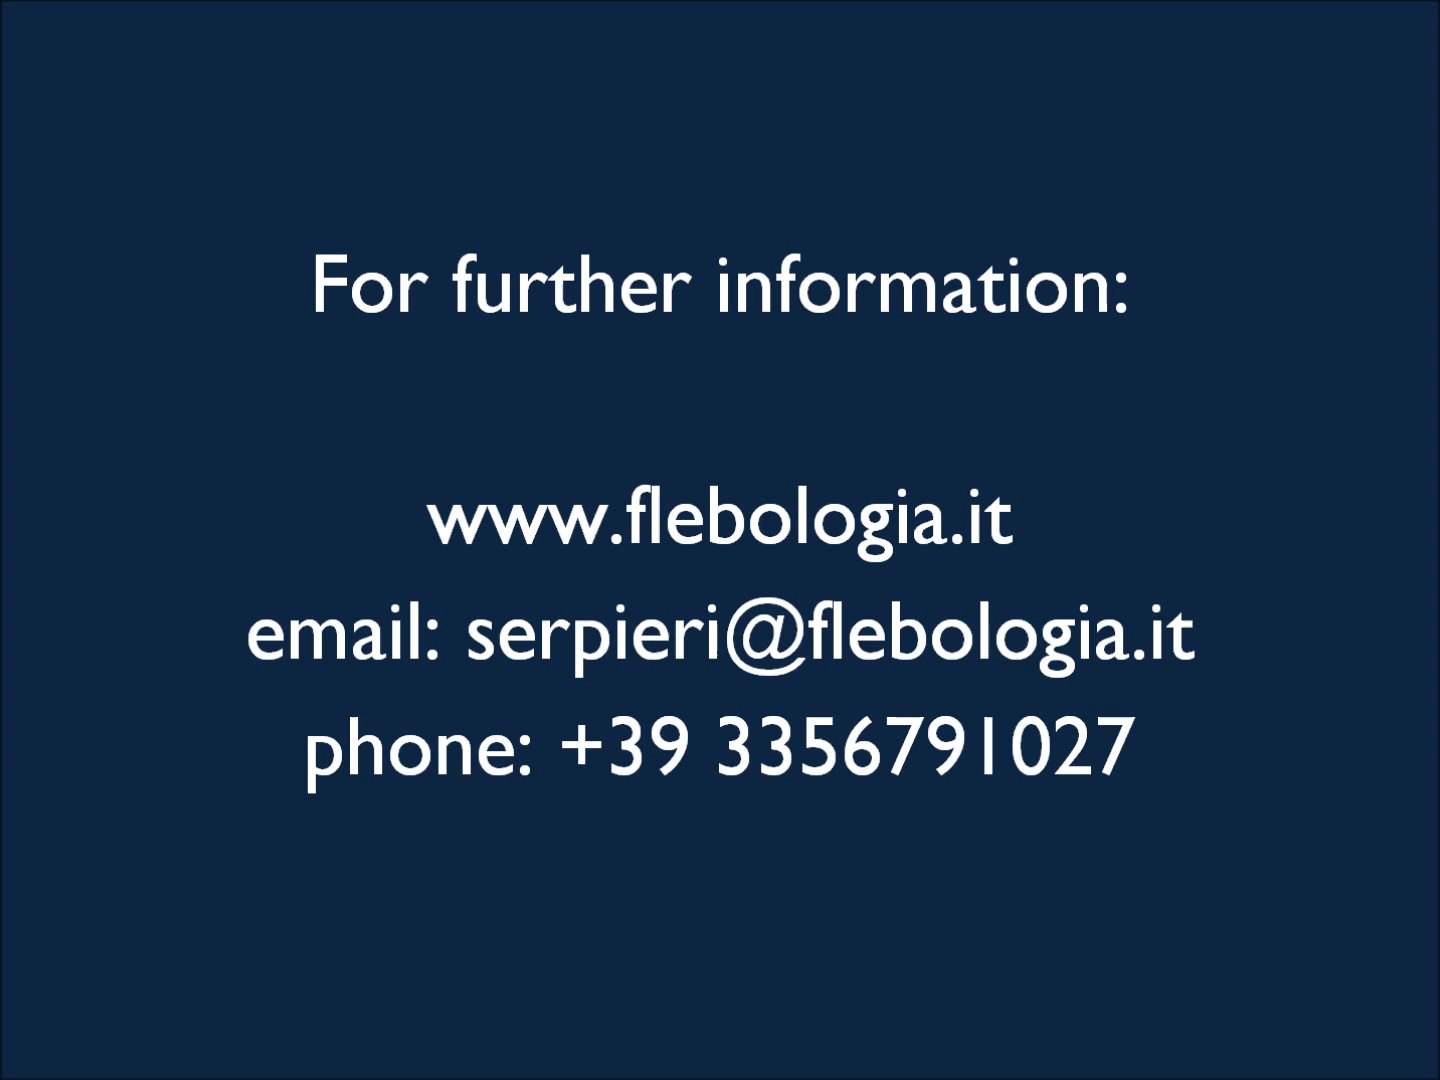 For further information:
www.flebologia.it
email: serpieri@flebologia.it
phone: +39 3356791027